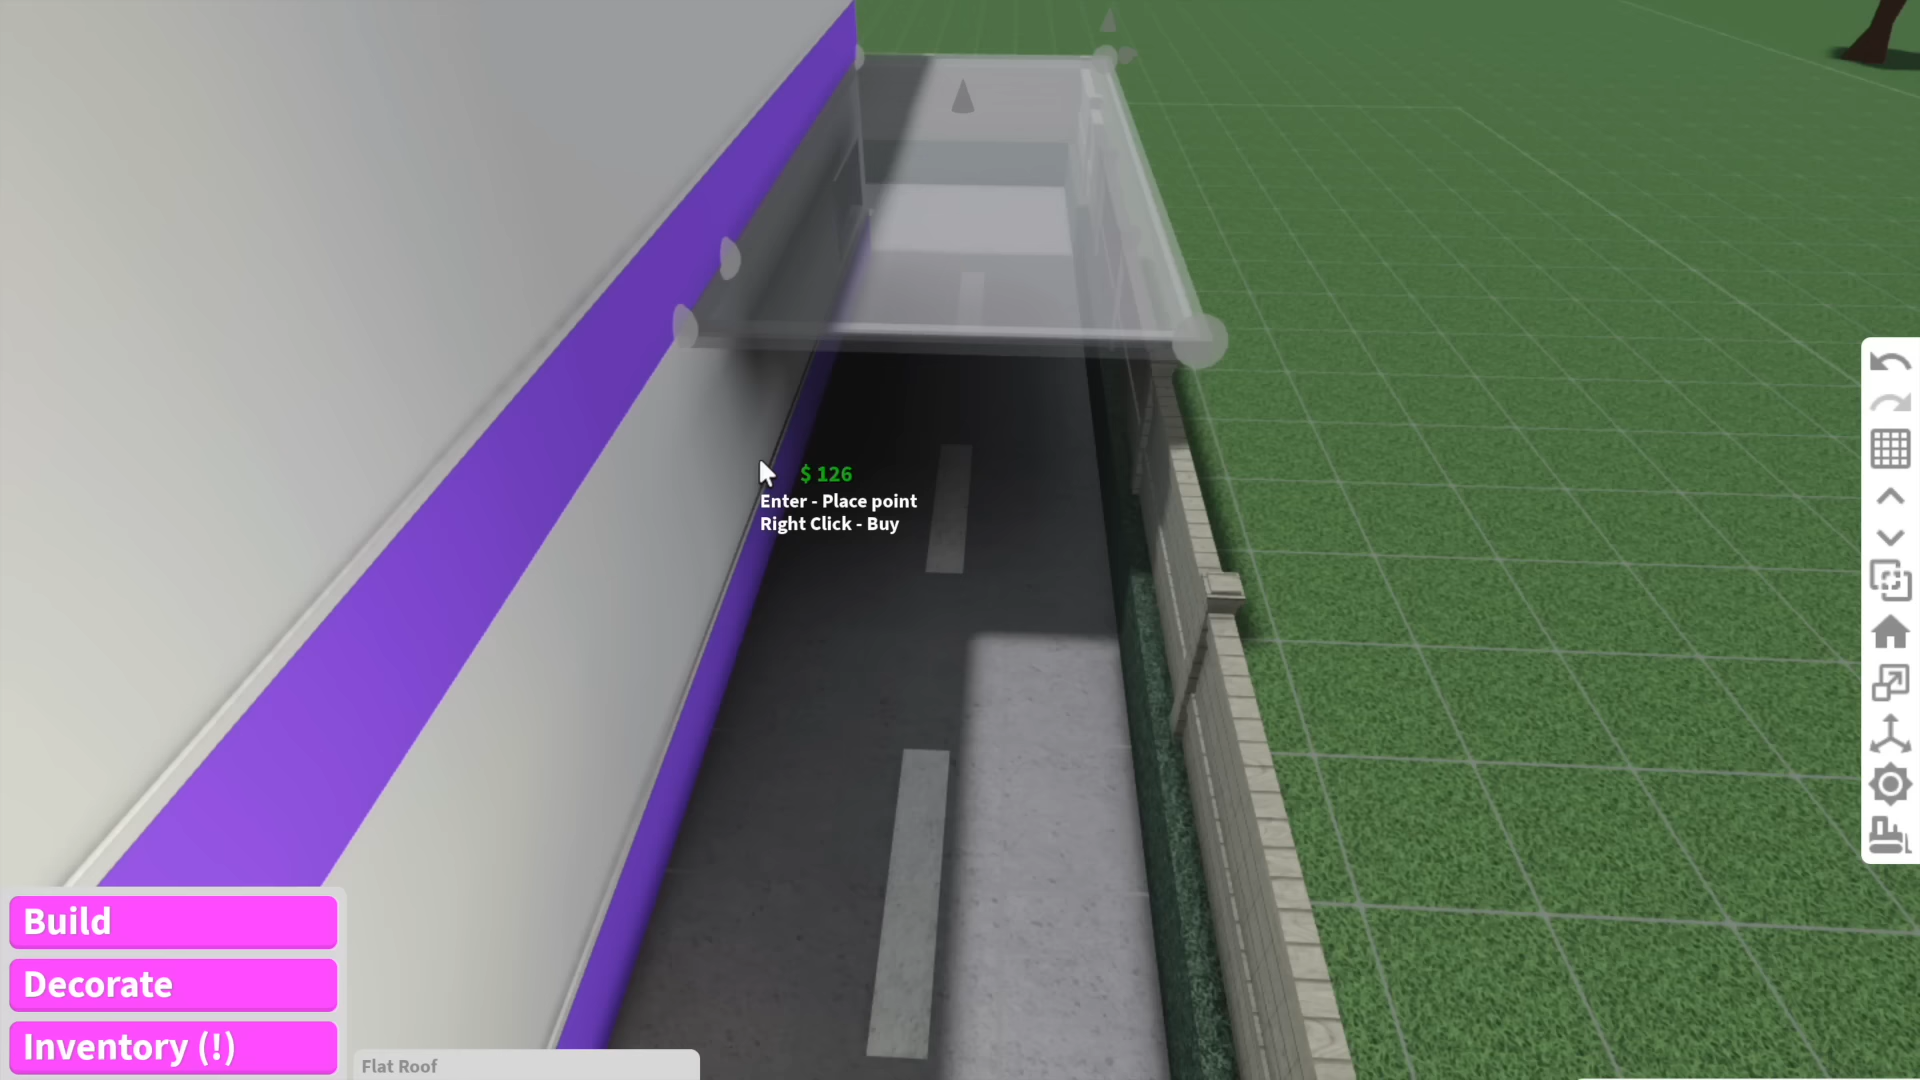 $ 126
Enter - Place point
Right Click - Buy
Build
Decorate
Inventory (!)
Flat Roof